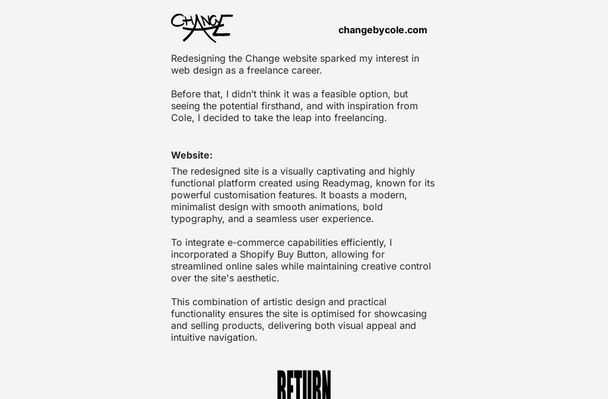 CHANGE
changebycole.com
Redesigning the Change website sparked my interest in
web design as a freelance career.
Before that, I didn’t think it was a feasible option, but
seeing the potential firsthand, and with inspiration from
Cole, I decided to take the leap into freelancing.
Website:
The redesigned site is a visually captivating and highly
functional platform created using Readymag, known for its
powerful customisation features. It boasts a modern,
minimalist design with smooth animations, bold
typography, and a seamless user experience.
To integrate e-commerce capabilities efficiently, I
incorporated a Shopify Buy Button, allowing for
streamlined online sales while maintaining creative control
over the site's aesthetic.
This combination of artistic design and practical
functionality ensures the site is optimised for showcasing
and selling products, delivering both visual appeal and
intuitive navigation.
RETURN